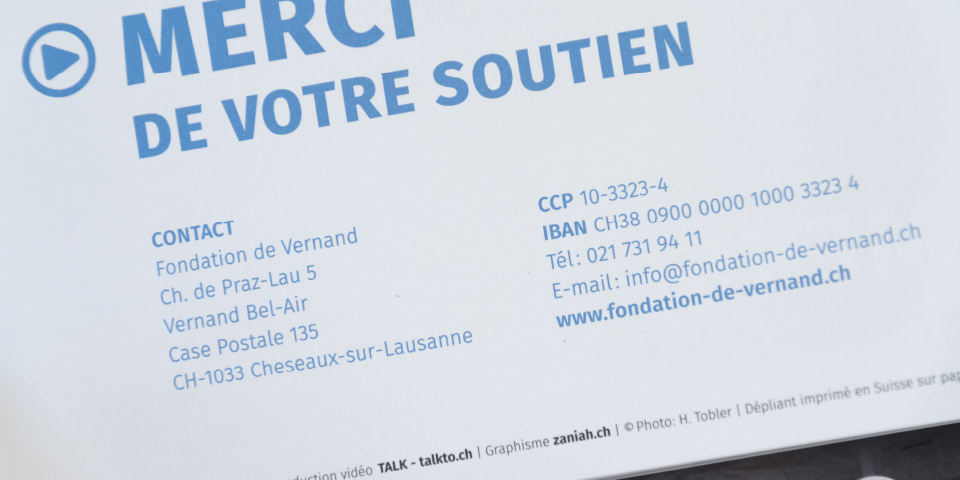 MERCI
DE VOTRE SOUTIEN
CONTACT
Fondation de Vernand
Ch. de Praz-Lau 5
Vernand Bel-Air
Case Postale 135
CH-1033 Cheseaux-sur-Lausanne
CCP 10-3323-4
IBAN CH38 0900 0000 1000 3323 4
Tél: 021 731 94 11
E-mail: info@fondation-de-vernand.ch
www.fondation-de-vernand.ch
vidéo TALK - talkto.ch | Graphisme zaniah.ch | © Photo: H. Tobler | Dépliant imprimé en Suisse sur